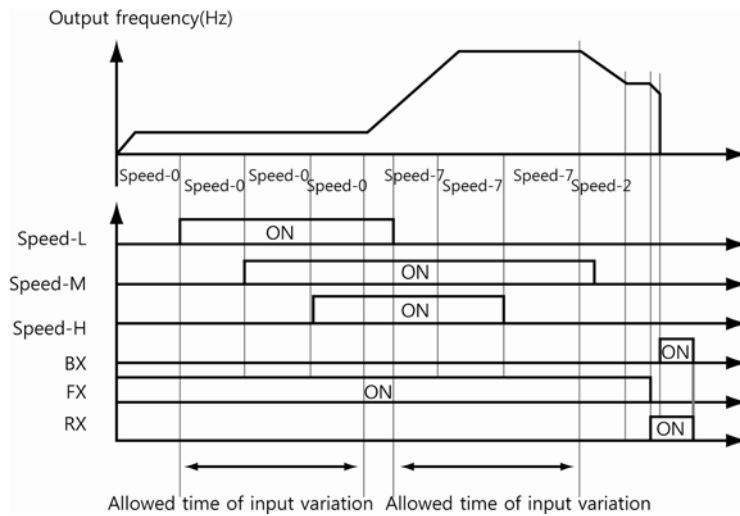 Output frequency(Hz)
Speed-0
Speed-0
Speed-0
Speed-0
Speed-7
Speed-7
Speed-7
Speed-2
Speed-L
ON
Speed-M
ON
Speed-H
ON
BX
ON
FX
ON
RX
ON
Allowed time of input variation
Allowed time of input variation